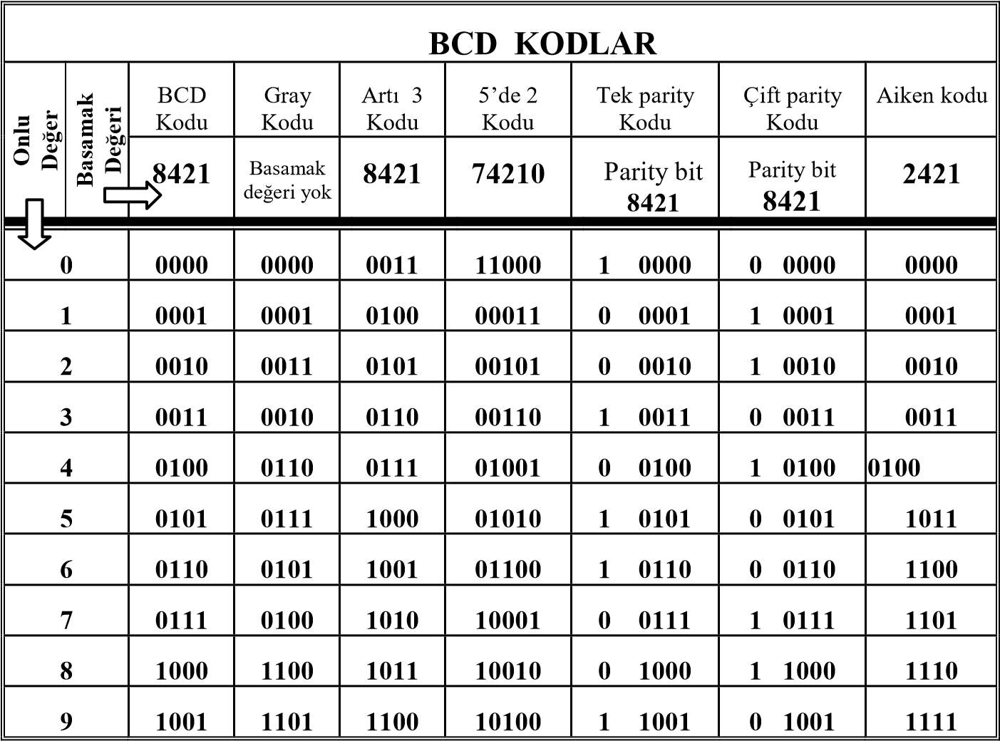 BCD KODLAR
Onlu
Değer
Basamak
Değeri
BCD
Kodu
Gray
Kodu
Artı 3
Kodu
5’de 2
Kodu
Tek parity
Kodu
Çift parity
Kodu
Aiken kodu
8421
Basamak
değeri yok
8421
74210
Parity bit
8421
Parity bit
8421
2421
0 0000 0000 0011 11000 1 0000 0 0000 0000
1 0001 0001 0100 00011 0 0001 1 0001 0001
2 0010 0011 0101 00101 0 0010 1 0010 0010
3 0011 0010 0110 00110 1 0011 0 0011 0011
4 0100 0110 0111 01001 0 0100 1 0100 0100
5 0101 0111 1000 01010 1 0101 0 0101 1011
6 0110 0101 1001 01100 1 0110 0 0110 1100
7 0111 0100 1010 10001 0 0111 1 0111 1101
8 1000 1100 1011 10010 0 1000 1 1000 1110
9 1001 1101 1100 10100 1 1001 0 1001 1111